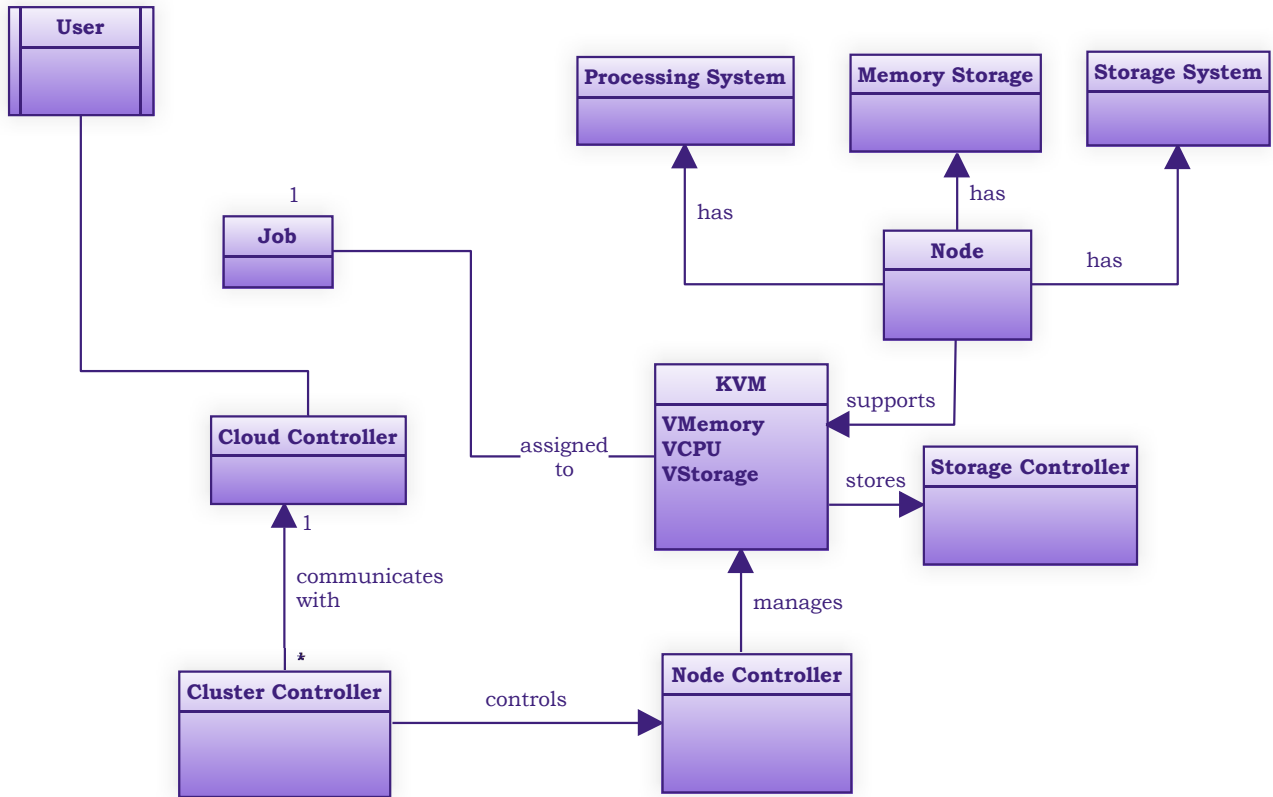 User
Processing System
Memory Storage
Storage System
1
Job
has
has
has
Node
KVM
VMemory
VCPU
VStorage
supports
Cloud Controller
assigned
to
Storage Controller
stores
1
communicates
with
manages
*
Cluster Controller
controls
Node Controller